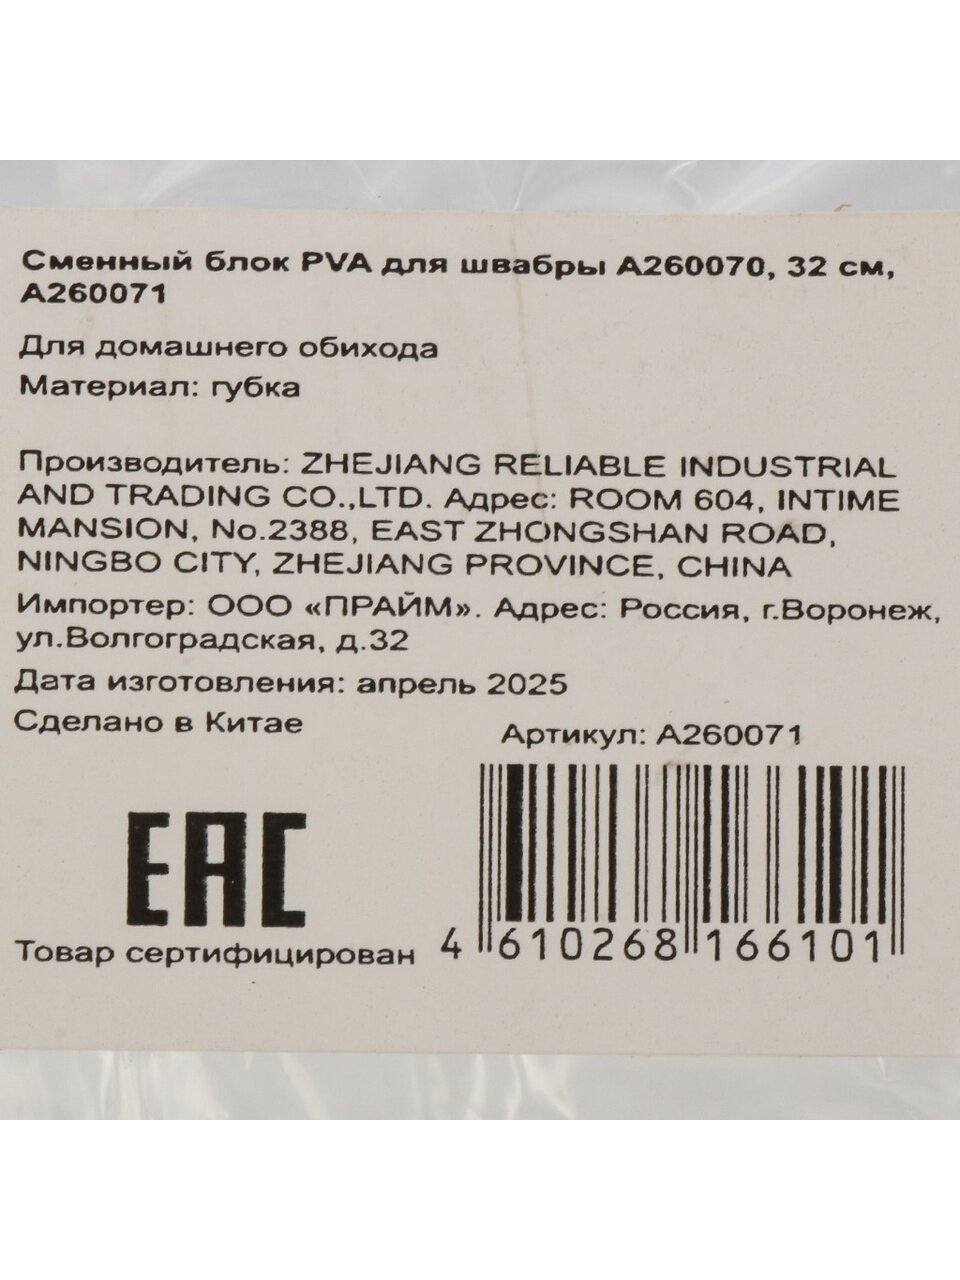 Сменный блок PVA для швабры A260070, 32 см,
A260071
Для домашнего обихода
Материал: губка
Производитель: ZHEJIANG RELIABLE INDUSTRIAL
AND TRADING CO.,LTD. Адрес: ROOM 604, INTIME
MANSION, No.2388, EAST ZHONGSHAN ROAD,
NINGBO CITY, ZHEJIANG PROVINCE, CHINA
Импортер: ООО «ПРАЙМ». Адрес: Россия, г.Воронеж,
ул.Волгоградская, д.32
Дата изготовления: апрель 2025
Сделано в Китае
Артикул: A260071
EAC
Товар сертифицирован
4 610268 166101